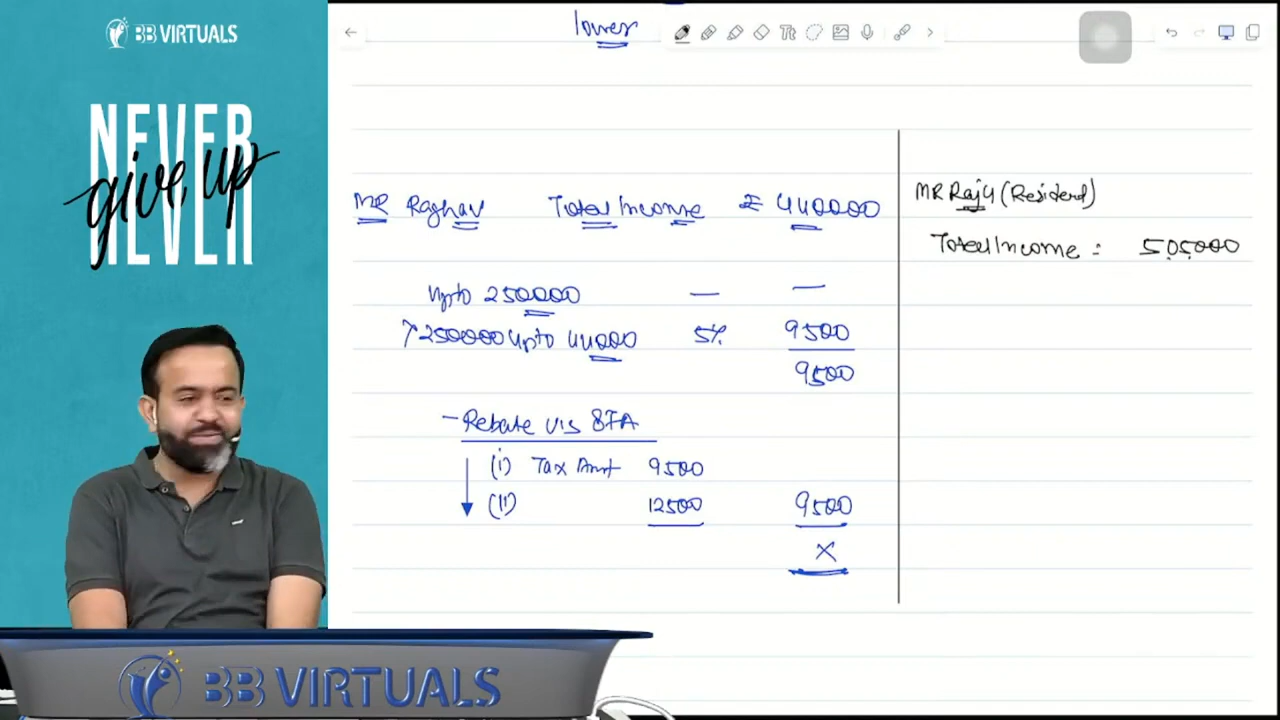 BB VIRTUALS
NEVER
give up
NEVER
lower
MR Raghav Total Income = 440000
Upto 250000 — —
↑250000 Upto 44000 5% 9500
9500
- Rebate U/s 87A
(i) Tax Amt 9500
(ii) 12500 9500
X
MR Raju (Resident)
Total Income : 505000
BB VIRTUALS